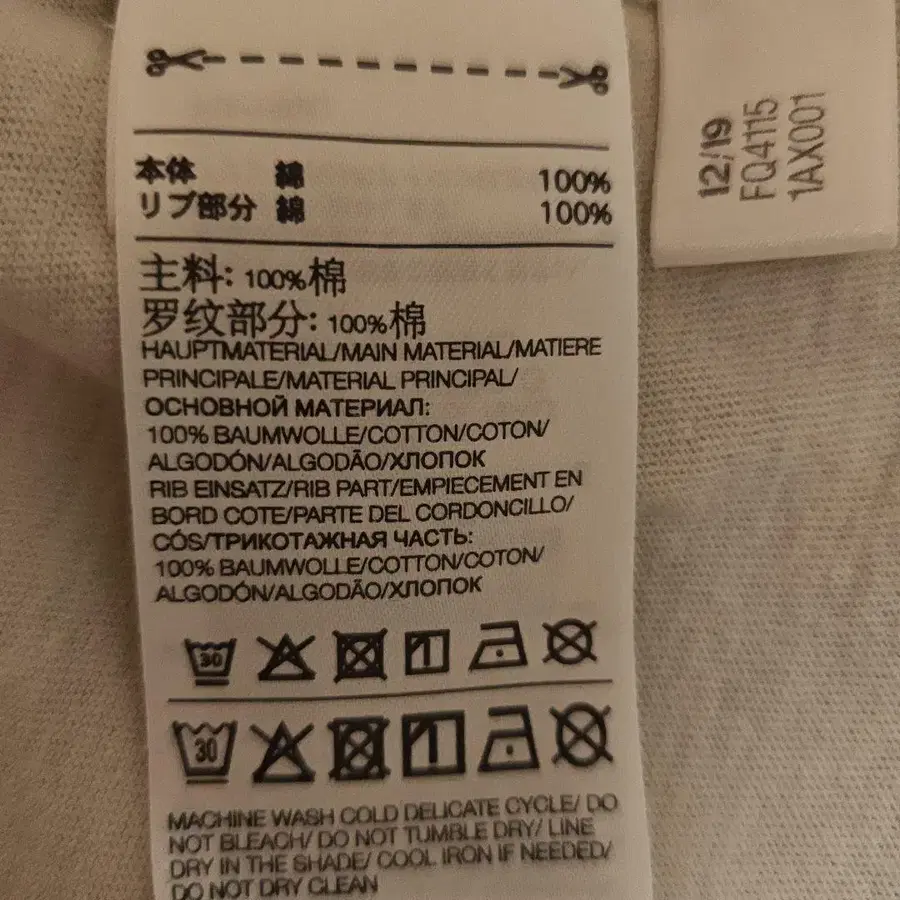 本体 綿 100%
リブ部分 綿 100%
主料: 100%棉
罗纹部分: 100%棉
HAUPTMATERIAL/MAIN MATERIAL/MATIERE
PRINCIPALE/MATERIAL PRINCIPAL/
ОСНОВНОЙ МАТЕРИАЛ:
100% BAUMWOLLE/COTTON/COTON/
ALGODÓN/ALGODÃO/ХЛОПОК
RIB EINSATZ/RIB PART/EMPIECEMENT EN
BORD COTE/PARTE DEL CORDONCILLO/
CÓS/ТРИКОТАЖНАЯ ЧАСТЬ:
100% BAUMWOLLE/COTTON/COTON/
ALGODÓN/ALGODÃO/ХЛОПОК
30
30
MACHINE WASH COLD DELICATE CYCLE/ DO
NOT BLEACH/ DO NOT TUMBLE DRY/ LINE
DRY IN THE SHADE/ COOL IRON IF NEEDED/
DO NOT DRY CLEAN
12/19
FQ4115
1AX001